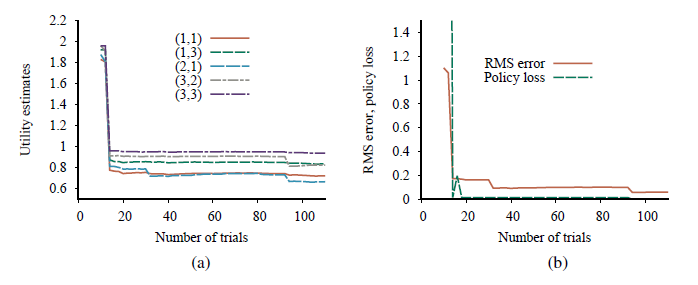 2.2
2
1.8
1.6
1.4
1.2
1
0.8
0.6
Utility estimates
(1,1)
(1,3)
(2,1)
(3,2)
(3,3)
0 20 40 60 80 100
Number of trials
(a)
1.4
1.2
1
0.8
0.6
0.4
0.2
0
RMS error, policy loss
RMS error
Policy loss
0 20 40 60 80 100
Number of trials
(b)